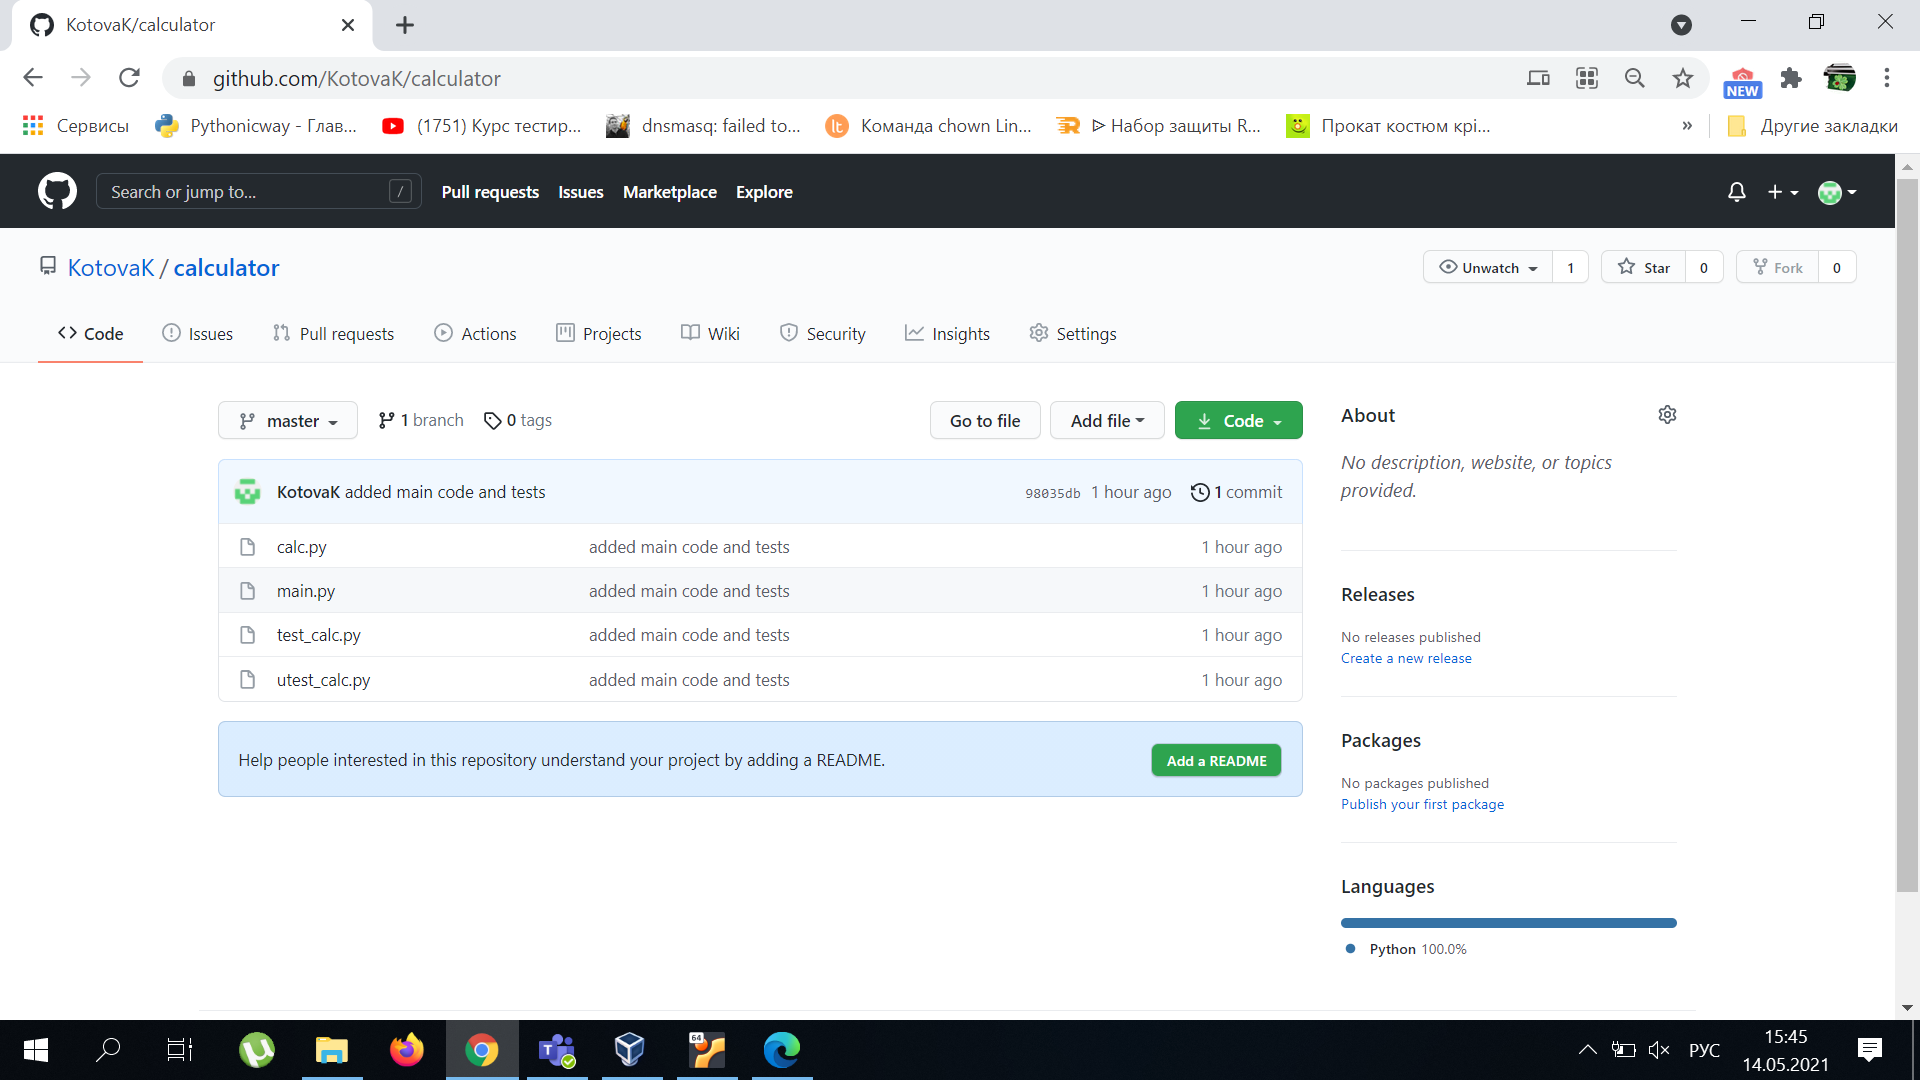 KotovaK/calculator
github.com/KotovaK/calculator
NEW
Сервисы
Pythonicway - Глав...
(1751) Курс тестир...
dnsmasq: failed to...
lt
Команда chown Lin...
ᐅ Набор защиты R...
Прокат костюм крі...
»
Другие закладки
Search or jump to... /
Pull requests
Issues
Marketplace
Explore
KotovaK / calculator
Unwatch 1
Star 0
Fork 0
Code
Issues
Pull requests
Actions
Projects
Wiki
Security
Insights
Settings
master
1 branch
0 tags
Go to file
Add file
Code
KotovaK added main code and tests 98035db 1 hour ago 1 commit
calc.py added main code and tests 1 hour ago
main.py added main code and tests 1 hour ago
test_calc.py added main code and tests 1 hour ago
utest_calc.py added main code and tests 1 hour ago
Help people interested in this repository understand your project by adding a README.
Add a README
About
No description, website, or topics
provided.
Releases
No releases published
Create a new release
Packages
No packages published
Publish your first package
Languages
Python 100.0%
64
РУС
15:45
14.05.2021